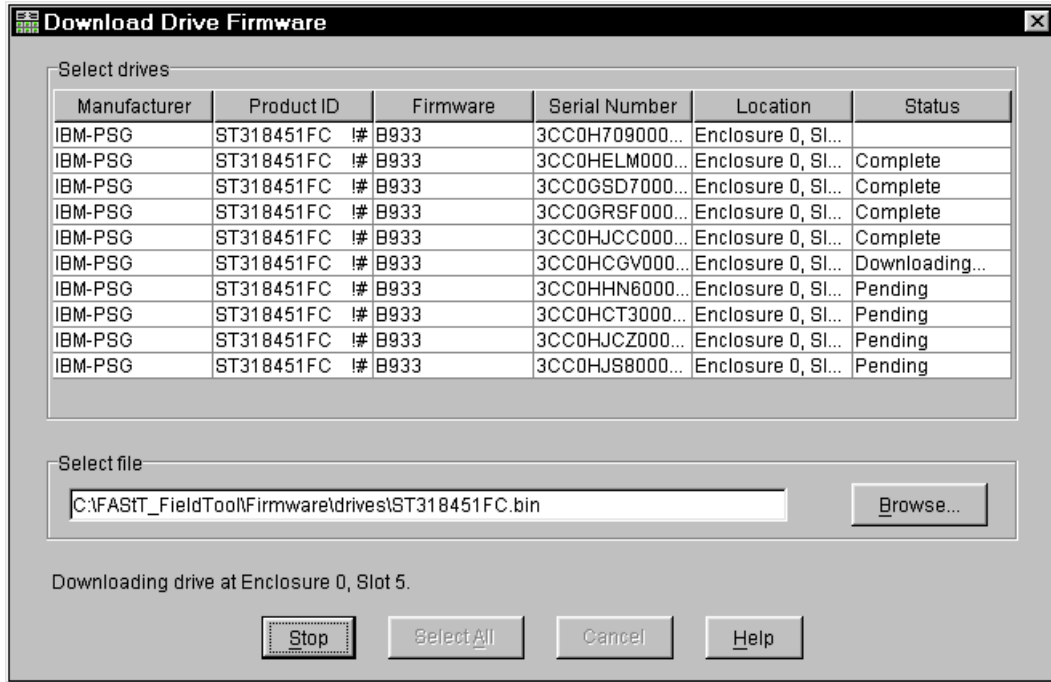 Download Drive Firmware
Select drives
Manufacturer Product ID Firmware Serial Number Location Status
IBM-PSG ST318451FC !# B933 3CC0H709000... Enclosure 0, Sl...
IBM-PSG ST318451FC !# B933 3CC0HELM000... Enclosure 0, Sl... Complete
IBM-PSG ST318451FC !# B933 3CC0GSD7000... Enclosure 0, Sl... Complete
IBM-PSG ST318451FC !# B933 3CC0GRSF000... Enclosure 0, Sl... Complete
IBM-PSG ST318451FC !# B933 3CC0HJCC000... Enclosure 0, Sl... Complete
IBM-PSG ST318451FC !# B933 3CC0HCGV000... Enclosure 0, Sl... Downloading...
IBM-PSG ST318451FC !# B933 3CC0HHN6000... Enclosure 0, Sl... Pending
IBM-PSG ST318451FC !# B933 3CC0HCT3000... Enclosure 0, Sl... Pending
IBM-PSG ST318451FC !# B933 3CC0HJCZ000... Enclosure 0, Sl... Pending
IBM-PSG ST318451FC !# B933 3CC0HJS8000... Enclosure 0, Sl... Pending
Select file
C:\FAStT_FieldTool\Firmware\drives\ST318451FC.bin Browse...
Downloading drive at Enclosure 0, Slot 5.
Stop Select All Cancel Help